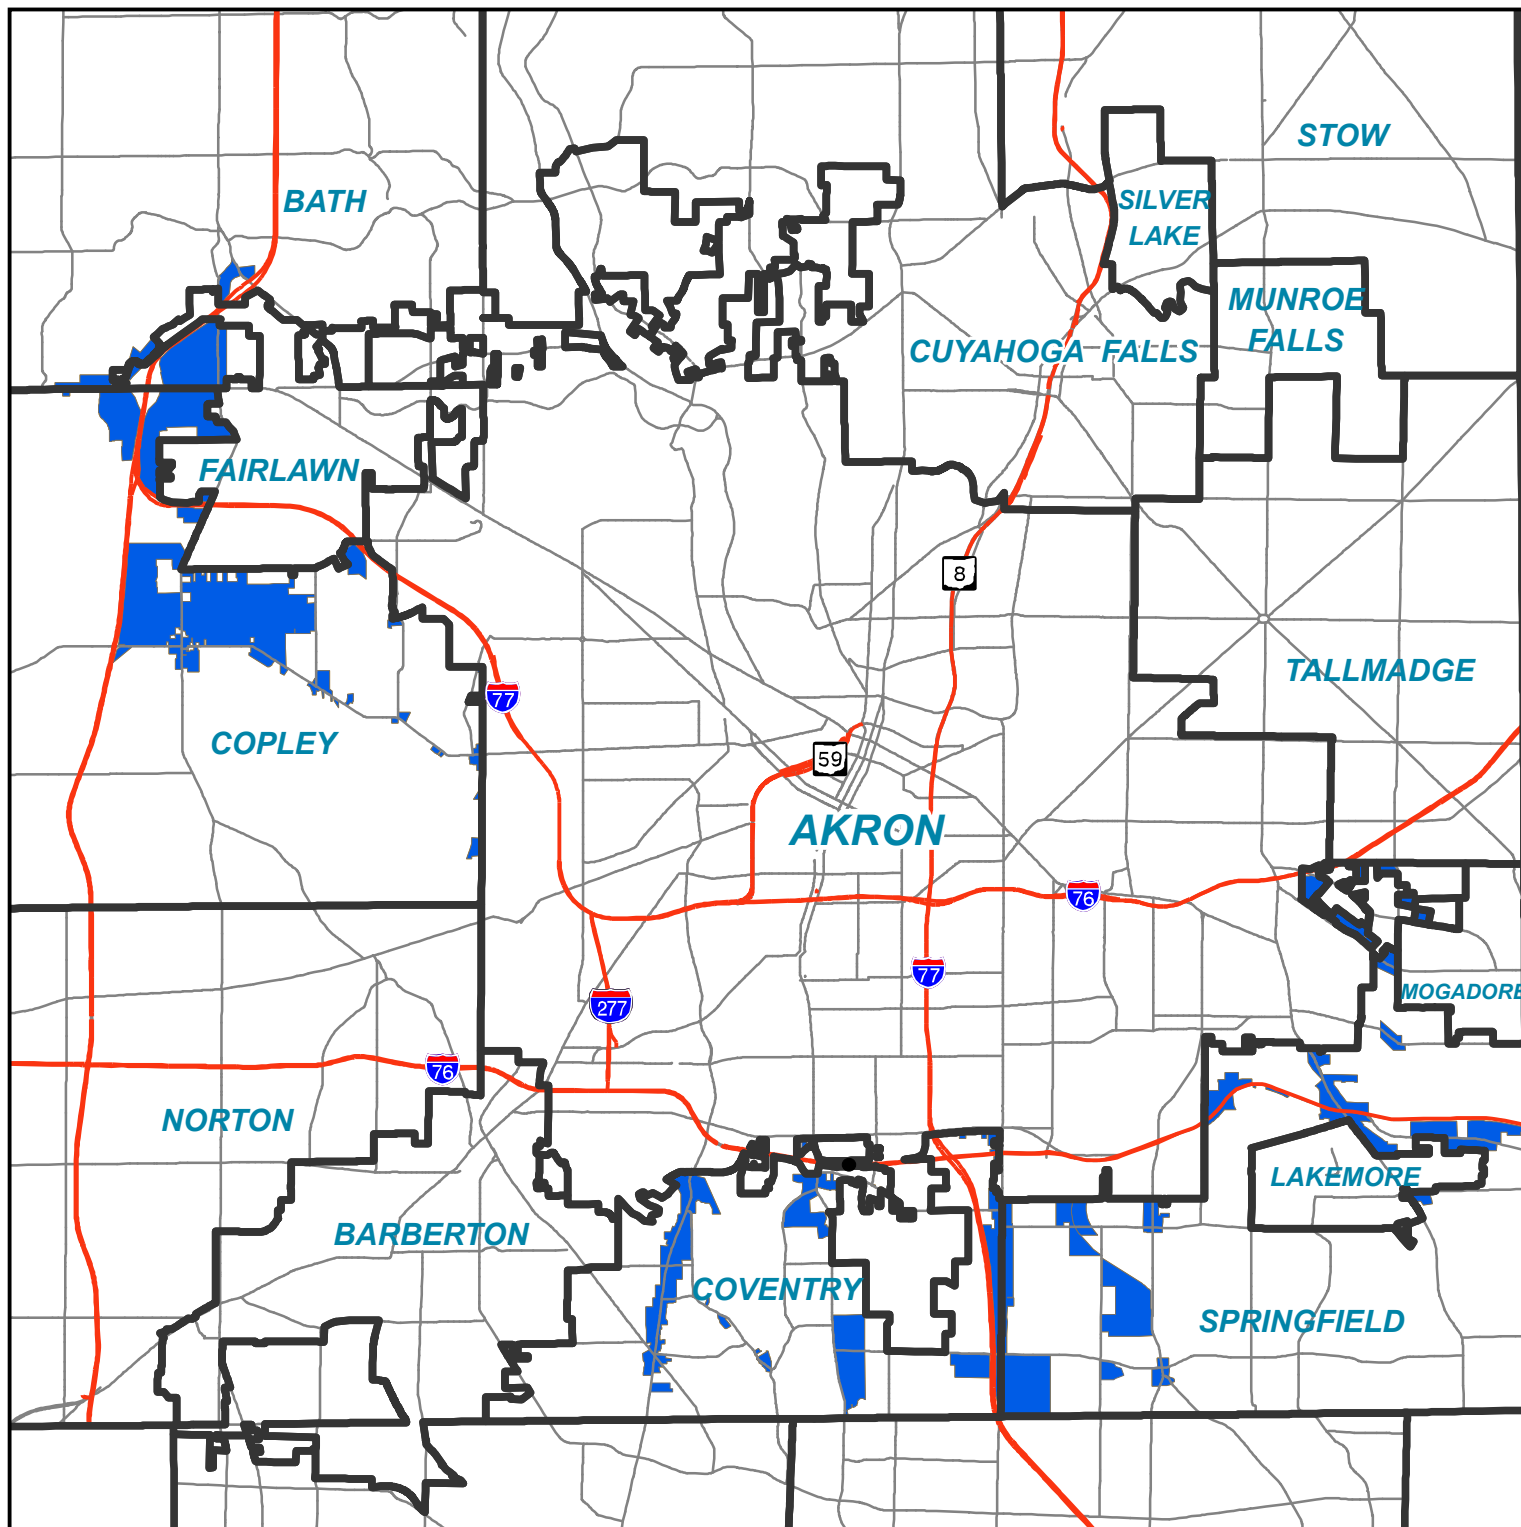 STOW
BATH
SILVER
LAKE
MUNROE
FALLS
CUYAHOGA FALLS
FAIRLAWN
8
TALLMADGE
77
COPLEY
59
AKRON
76
77
MOGADORE
277
76
NORTON
LAKEMORE
BARBERTON
COVENTRY
SPRINGFIELD